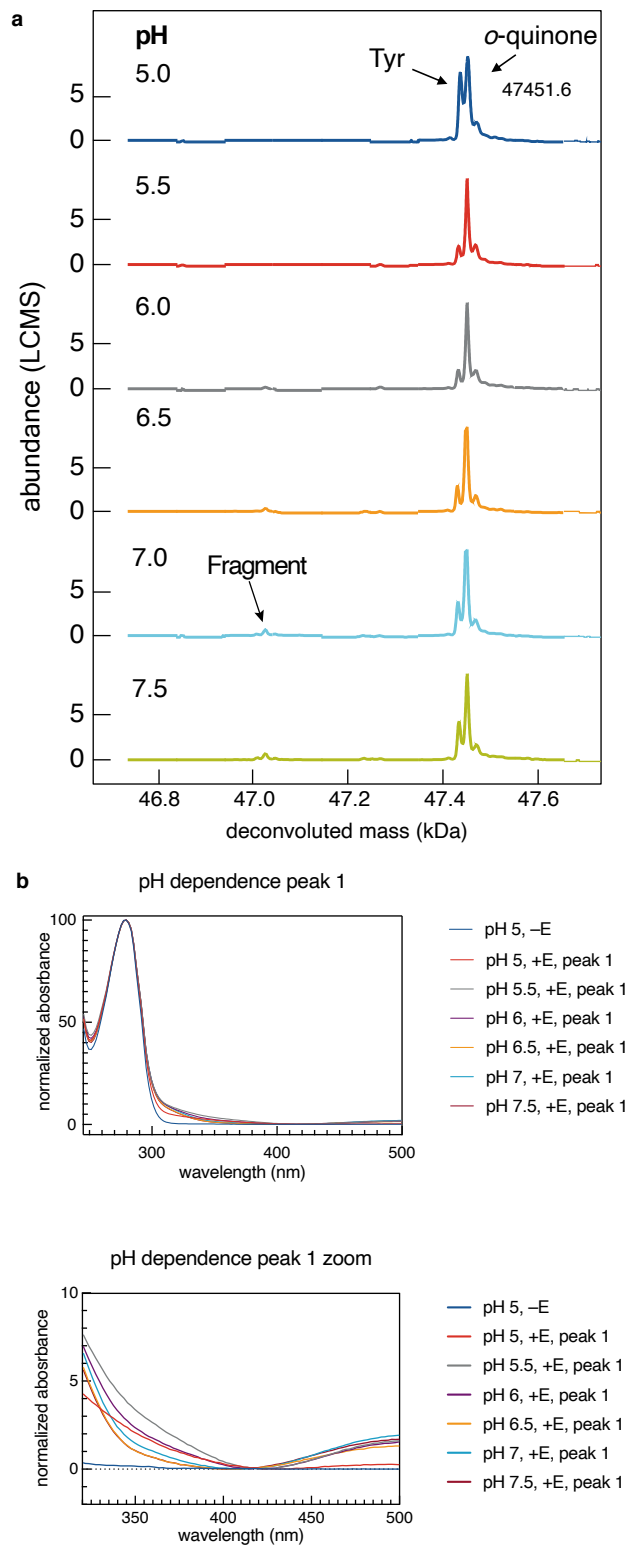 a
pH
5.0
Tyr
o-quinone
47451.6
5
0
5.5
5
0
6.0
5
0
6.5
5
0
7.0
Fragment
5
0
7.5
5
0
abundance (LCMS)
46.8 47.0 47.2 47.4 47.6
deconvoluted mass (kDa)
b
pH dependence peak 1
100
50
0
normalized abosrbance
300 400 500
wavelength (nm)
pH 5, –E
pH 5, +E, peak 1
pH 5.5, +E, peak 1
pH 6, +E, peak 1
pH 6.5, +E, peak 1
pH 7, +E, peak 1
pH 7.5, +E, peak 1
pH dependence peak 1 zoom
10
5
0
normalized abosrbance
350 400 450 500
wavelength (nm)
pH 5, –E
pH 5, +E, peak 1
pH 5.5, +E, peak 1
pH 6, +E, peak 1
pH 6.5, +E, peak 1
pH 7, +E, peak 1
pH 7.5, +E, peak 1